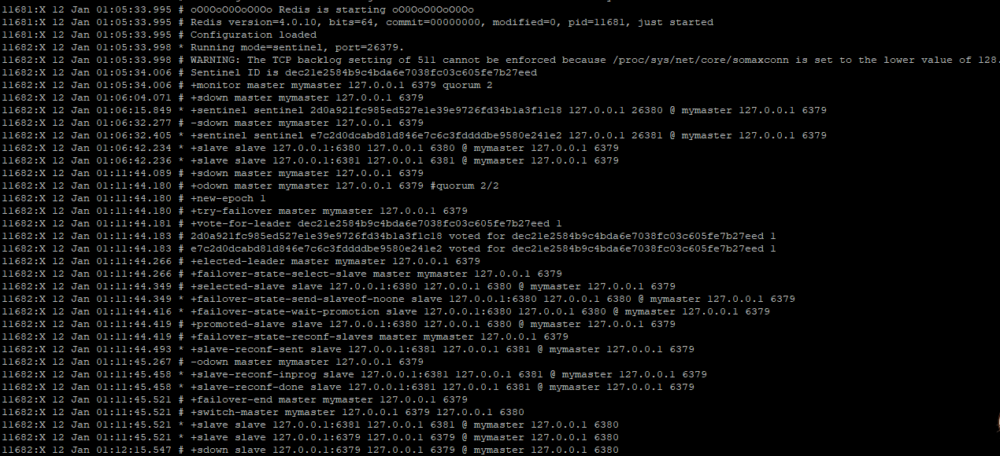 11681:X 12 Jan 01:05:33.995 # oO0OoO0OoO0Oo Redis is starting oO0OoO0OoO0Oo
11681:X 12 Jan 01:05:33.995 # Redis version=4.0.10, bits=64, commit=00000000, modified=0, pid=11681, just started
11681:X 12 Jan 01:05:33.995 # Configuration loaded
11682:X 12 Jan 01:05:33.998 * Running mode=sentinel, port=26379.
11682:X 12 Jan 01:05:33.998 # WARNING: The TCP backlog setting of 511 cannot be enforced because /proc/sys/net/core/somaxconn is set to the lower value of 128.
11682:X 12 Jan 01:05:34.006 # Sentinel ID is dec21e2584b9c4bda6e7038fc03c605fe7b27eed
11682:X 12 Jan 01:05:34.006 # +monitor master mymaster 127.0.0.1 6379 quorum 2
11682:X 12 Jan 01:06:04.071 # +sdown master mymaster 127.0.0.1 6379
11682:X 12 Jan 01:06:15.849 * +sentinel sentinel 2d0a921fc985ed527e1e39e9726fd34b1a3f1c18 127.0.0.1 26380 @ mymaster 127.0.0.1 6379
11682:X 12 Jan 01:06:32.277 # -sdown master mymaster 127.0.0.1 6379
11682:X 12 Jan 01:06:32.405 * +sentinel sentinel e7c2d0dcabd81d846e7c6c3fddddbe9580e241e2 127.0.0.1 26381 @ mymaster 127.0.0.1 6379
11682:X 12 Jan 01:06:42.234 * +slave slave 127.0.0.1:6380 127.0.0.1 6380 @ mymaster 127.0.0.1 6379
11682:X 12 Jan 01:06:42.236 * +slave slave 127.0.0.1:6381 127.0.0.1 6381 @ mymaster 127.0.0.1 6379
11682:X 12 Jan 01:11:44.089 # +sdown master mymaster 127.0.0.1 6379
11682:X 12 Jan 01:11:44.180 # +odown master mymaster 127.0.0.1 6379 #quorum 2/2
11682:X 12 Jan 01:11:44.180 # +new-epoch 1
11682:X 12 Jan 01:11:44.180 # +try-failover master mymaster 127.0.0.1 6379
11682:X 12 Jan 01:11:44.181 # +vote-for-leader dec21e2584b9c4bda6e7038fc03c605fe7b27eed 1
11682:X 12 Jan 01:11:44.183 # 2d0a921fc985ed527e1e39e9726fd34b1a3f1c18 voted for dec21e2584b9c4bda6e7038fc03c605fe7b27eed 1
11682:X 12 Jan 01:11:44.183 # e7c2d0dcabd81d846e7c6c3fddddbe9580e241e2 voted for dec21e2584b9c4bda6e7038fc03c605fe7b27eed 1
11682:X 12 Jan 01:11:44.266 # +elected-leader master mymaster 127.0.0.1 6379
11682:X 12 Jan 01:11:44.266 # +failover-state-select-slave master mymaster 127.0.0.1 6379
11682:X 12 Jan 01:11:44.349 # +selected-slave slave 127.0.0.1:6380 127.0.0.1 6380 @ mymaster 127.0.0.1 6379
11682:X 12 Jan 01:11:44.349 * +failover-state-send-slaveof-noone slave 127.0.0.1:6380 127.0.0.1 6380 @ mymaster 127.0.0.1 6379
11682:X 12 Jan 01:11:44.416 * +failover-state-wait-promotion slave 127.0.0.1:6380 127.0.0.1 6380 @ mymaster 127.0.0.1 6379
11682:X 12 Jan 01:11:44.419 # +promoted-slave slave 127.0.0.1:6380 127.0.0.1 6380 @ mymaster 127.0.0.1 6379
11682:X 12 Jan 01:11:44.419 # +failover-state-reconf-slaves master mymaster 127.0.0.1 6379
11682:X 12 Jan 01:11:44.493 * +slave-reconf-sent slave 127.0.0.1:6381 127.0.0.1 6381 @ mymaster 127.0.0.1 6379
11682:X 12 Jan 01:11:45.267 # -odown master mymaster 127.0.0.1 6379
11682:X 12 Jan 01:11:45.458 * +slave-reconf-inprog slave 127.0.0.1:6381 127.0.0.1 6381 @ mymaster 127.0.0.1 6379
11682:X 12 Jan 01:11:45.458 * +slave-reconf-done slave 127.0.0.1:6381 127.0.0.1 6381 @ mymaster 127.0.0.1 6379
11682:X 12 Jan 01:11:45.521 # +failover-end master mymaster 127.0.0.1 6379
11682:X 12 Jan 01:11:45.521 # +switch-master mymaster 127.0.0.1 6379 127.0.0.1 6380
11682:X 12 Jan 01:11:45.521 * +slave slave 127.0.0.1:6381 127.0.0.1 6381 @ mymaster 127.0.0.1 6380
11682:X 12 Jan 01:11:45.521 * +slave slave 127.0.0.1:6379 127.0.0.1 6379 @ mymaster 127.0.0.1 6380
11682:X 12 Jan 01:12:15.547 # +sdown slave 127.0.0.1:6379 127.0.0.1 6379 @ mymaster 127.0.0.1 6380